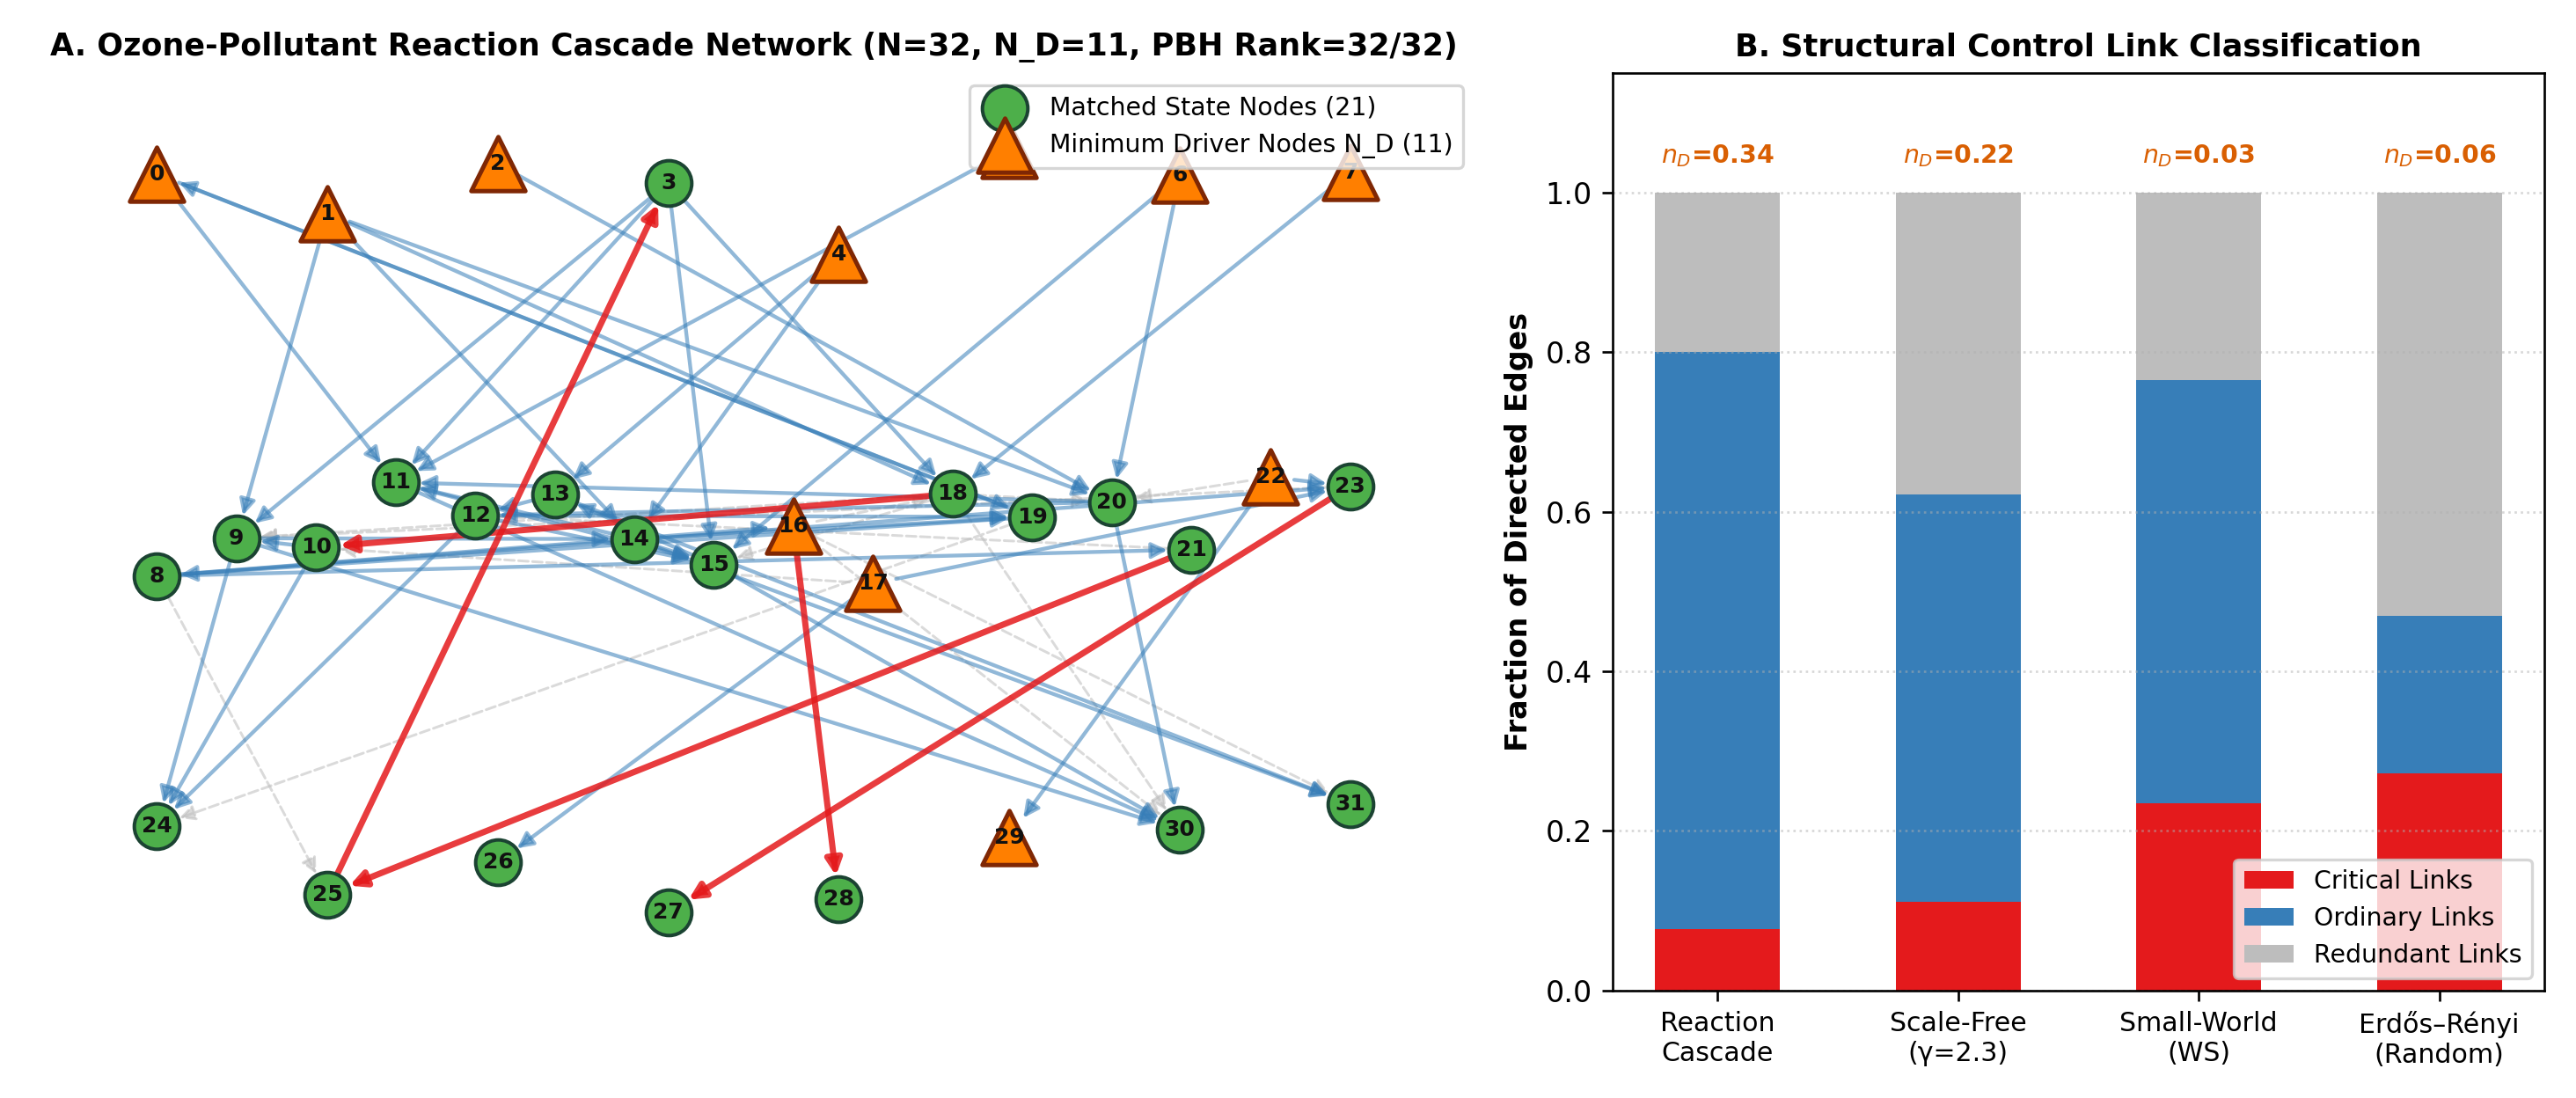 A. Ozone-Pollutant Reaction Cascade Network (N=32, N_D=11, PBH Rank=32/32)
Matched State Nodes (21)
Minimum Driver Nodes N_D (11)
0
1
2
3
4
6
7
8
9
10
11
12
13
14
15
16
17
18
19
20
21
22
23
24
25
26
27
28
29
30
31
B. Structural Control Link Classification
Fraction of Directed Edges
1.0
0.8
0.6
0.4
0.2
0.0
n_D=0.34
n_D=0.22
n_D=0.03
n_D=0.06
Critical Links
Ordinary Links
Redundant Links
Reaction
Cascade
Scale-Free
(γ=2.3)
Small-World
(WS)
Erdős–Rényi
(Random)